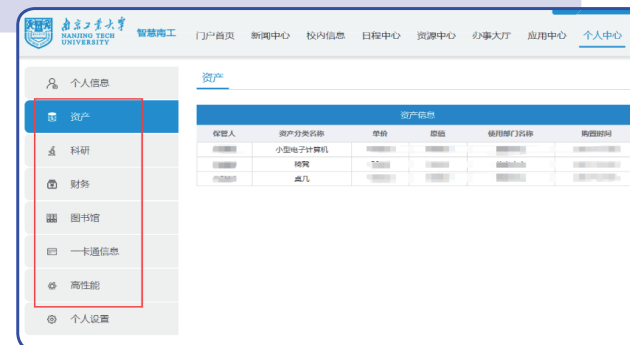 南京工业大学
NANJING TECH
UNIVERSITY
智慧南工
门户首页 新闻中心 校内信息 日程中心 资源中心 办事大厅 应用中心 个人中心
个人信息
资产
科研
财务
图书馆
一卡通信息
高性能
个人设置
资产
资产信息
保管人 资产分类名称 单价 原值 使用部门名称 购置时间
小型电子计算机
椅凳
桌几